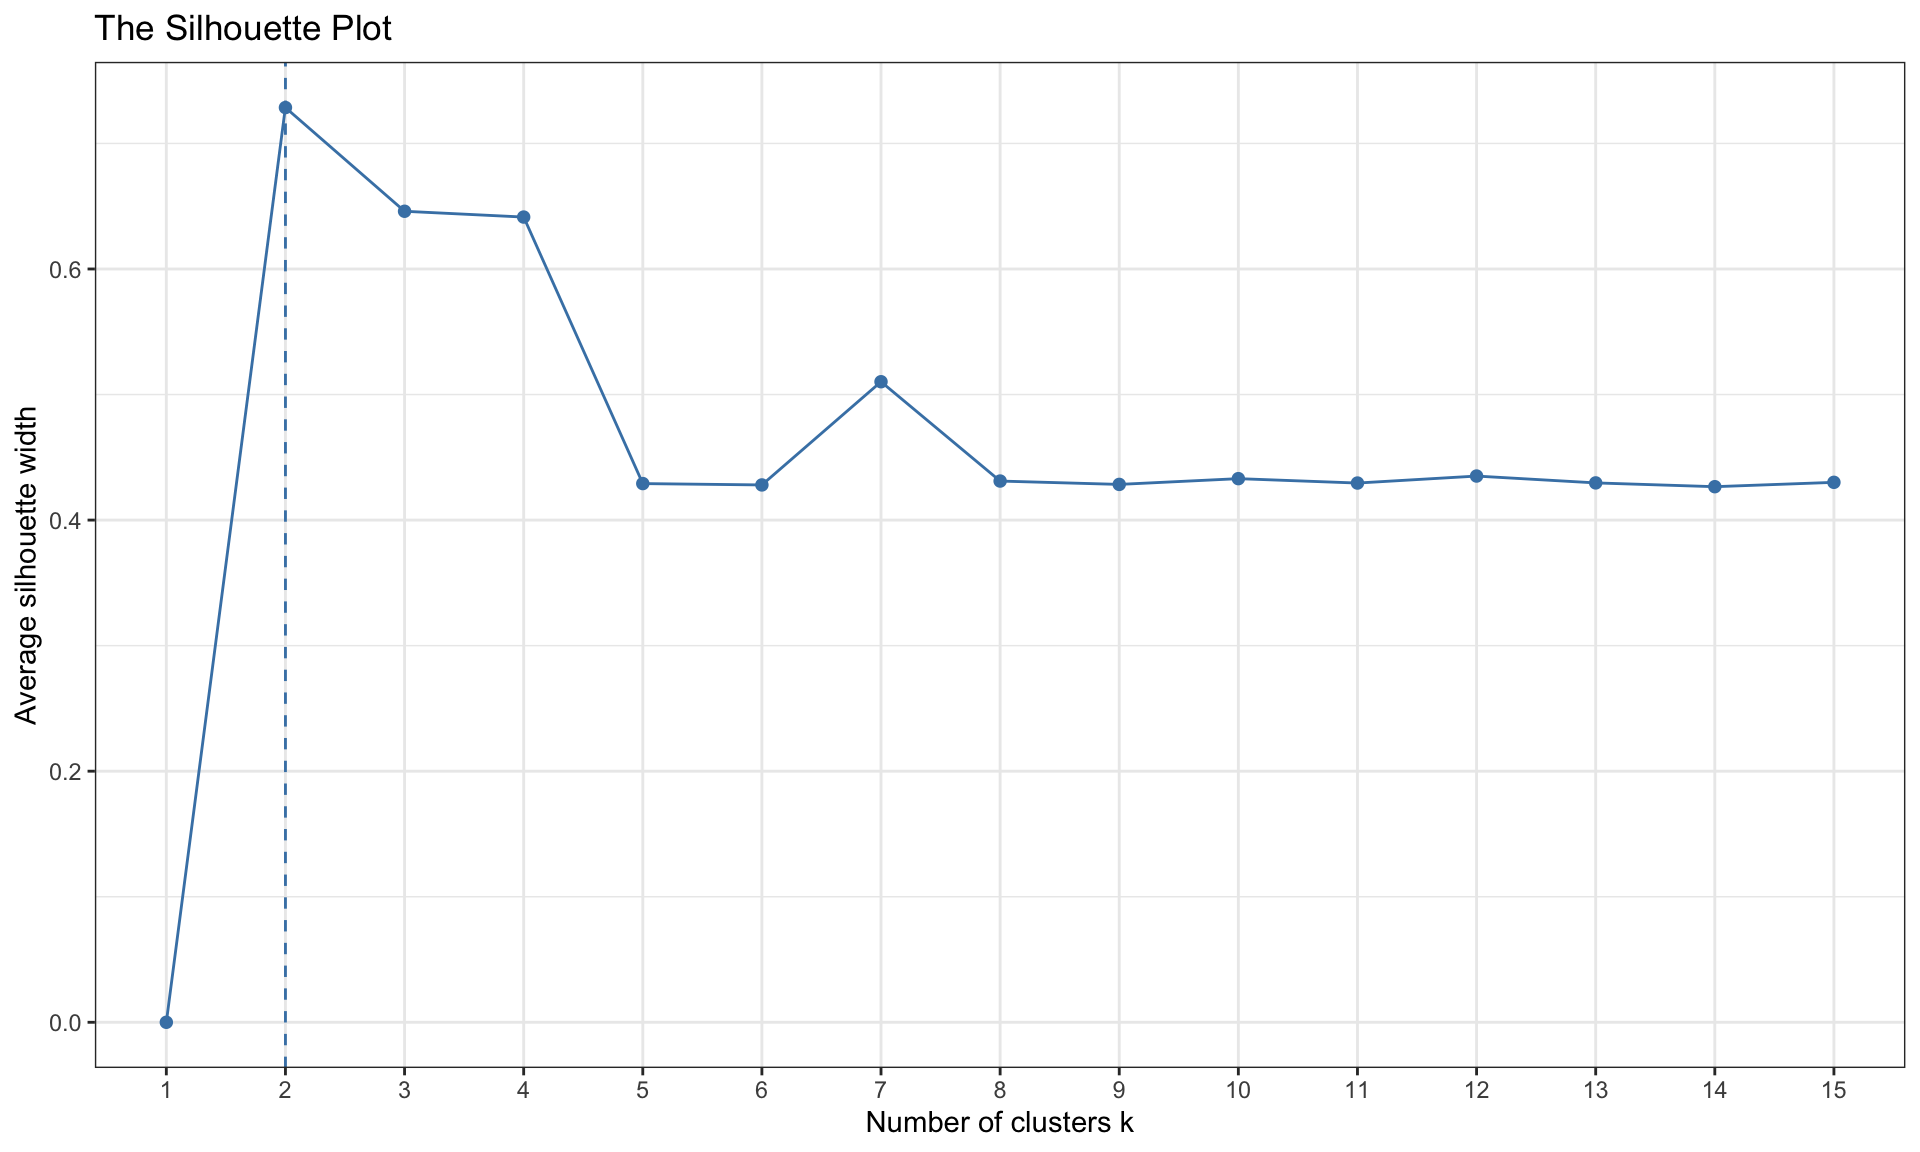 The Silhouette Plot
Average silhouette width
0.6
0.4
0.2
0.0
1 2 3 4 5 6 7 8 9 10 11 12 13 14 15
Number of clusters k